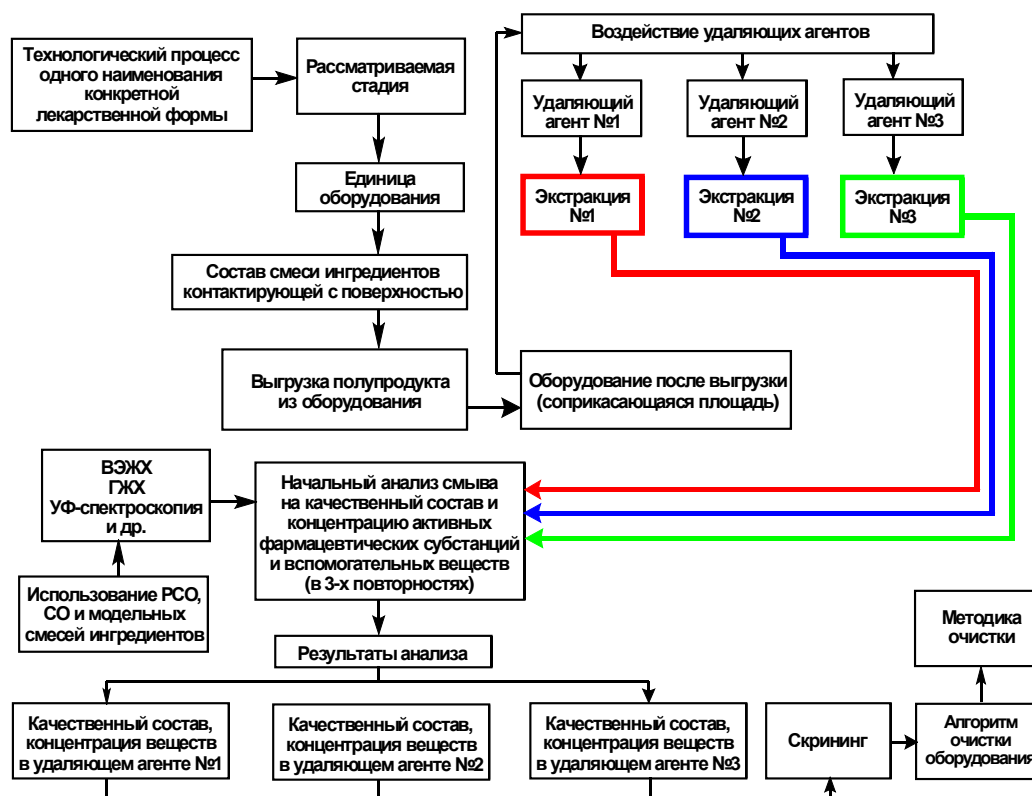 Технологический процесс
одного наименования
конкретной
лекарственной формы
Рассматриваемая
стадия
Единица
оборудования
Состав смеси ингредиентов
контактирующей с поверхностью
Выгрузка полупродукта
из оборудования
Оборудование после выгрузки
(соприкасающаяся площадь)
Воздействие удаляющих агентов
Удаляющий
агент №1
Удаляющий
агент №2
Удаляющий
агент №3
Экстракция
№1
Экстракция
№2
Экстракция
№3
ВЭЖХ
ГЖХ
УФ-спектроскопия
и др.
Использование РСО,
СО и модельных
смесей ингредиентов
Начальный анализ смыва
на качественный состав и
концентрацию активных
фармацевтических субстанций
и вспомогательных веществ
(в 3-х повторностях)
Результаты анализа
Качественный состав,
концентрация веществ
в удаляющем агенте №1
Качественный состав,
концентрация веществ
в удаляющем агенте №2
Качественный состав,
концентрация веществ
в удаляющем агенте №3
Скрининг
Алгоритм
очистки
оборудования
Методика
очистки